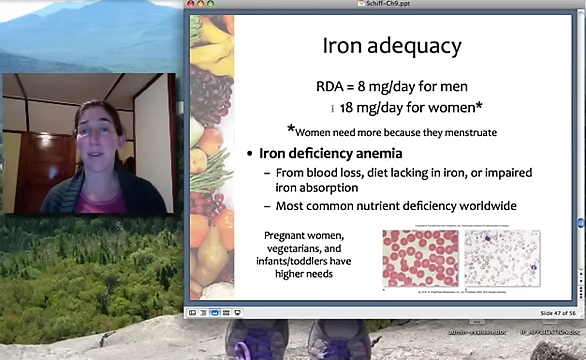 Schiff-Ch9.ppt
Iron adequacy
RDA = 8 mg/day for men
18 mg/day for women*
*Women need more because they menstruate
• Iron deficiency anemia
– From blood loss, diet lacking in iron, or impaired
iron absorption
– Most common nutrient deficiency worldwide
Pregnant women,
vegetarians, and
infants/toddlers have
higher needs
Slide 47 of 56